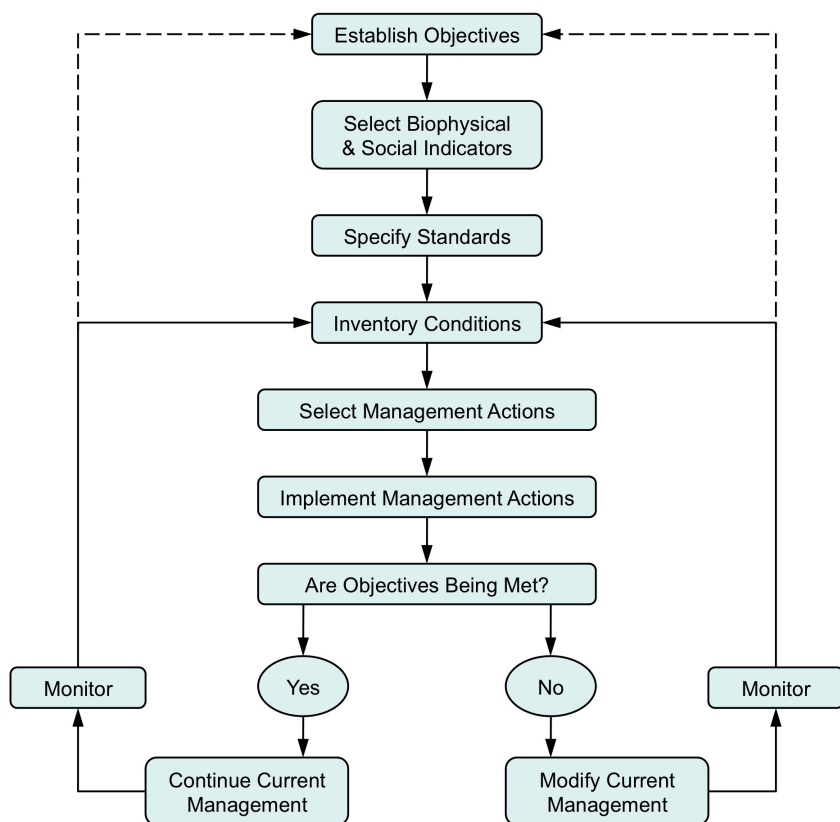 Establish Objectives
Select Biophysical
& Social Indicators
Specify Standards
Inventory Conditions
Select Management Actions
Implement Management Actions
Are Objectives Being Met?
Yes
No
Monitor
Monitor
Continue Current
Management
Modify Current
Management